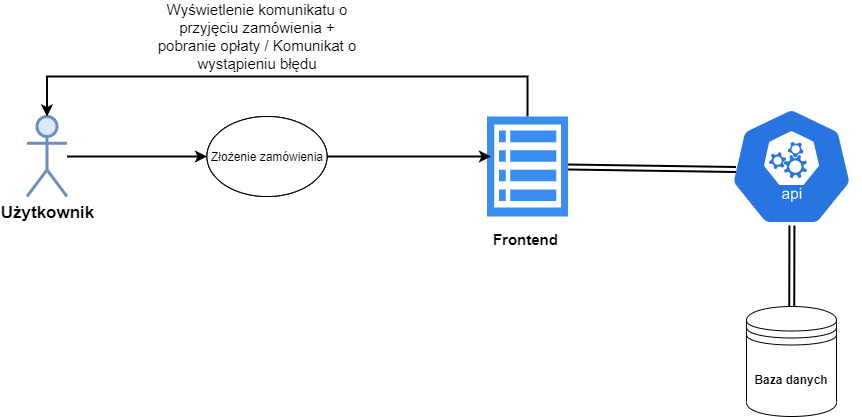 Wyświetlenie komunikatu o
przyjęciu zamówienia +
pobranie opłaty / Komunikat o
wystąpieniu błędu
Złożenie zamówienia
api
Użytkownik
Frontend
Baza danych